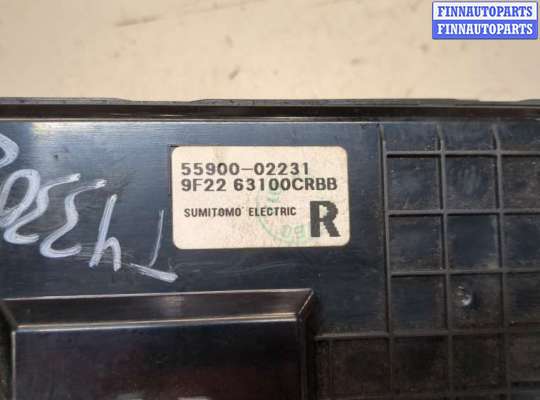 FINNAUTOPARTS
FINNAUTOPARTS
55900-02231
9F22 63100CRBB
SUMITOMO ELECTRIC R